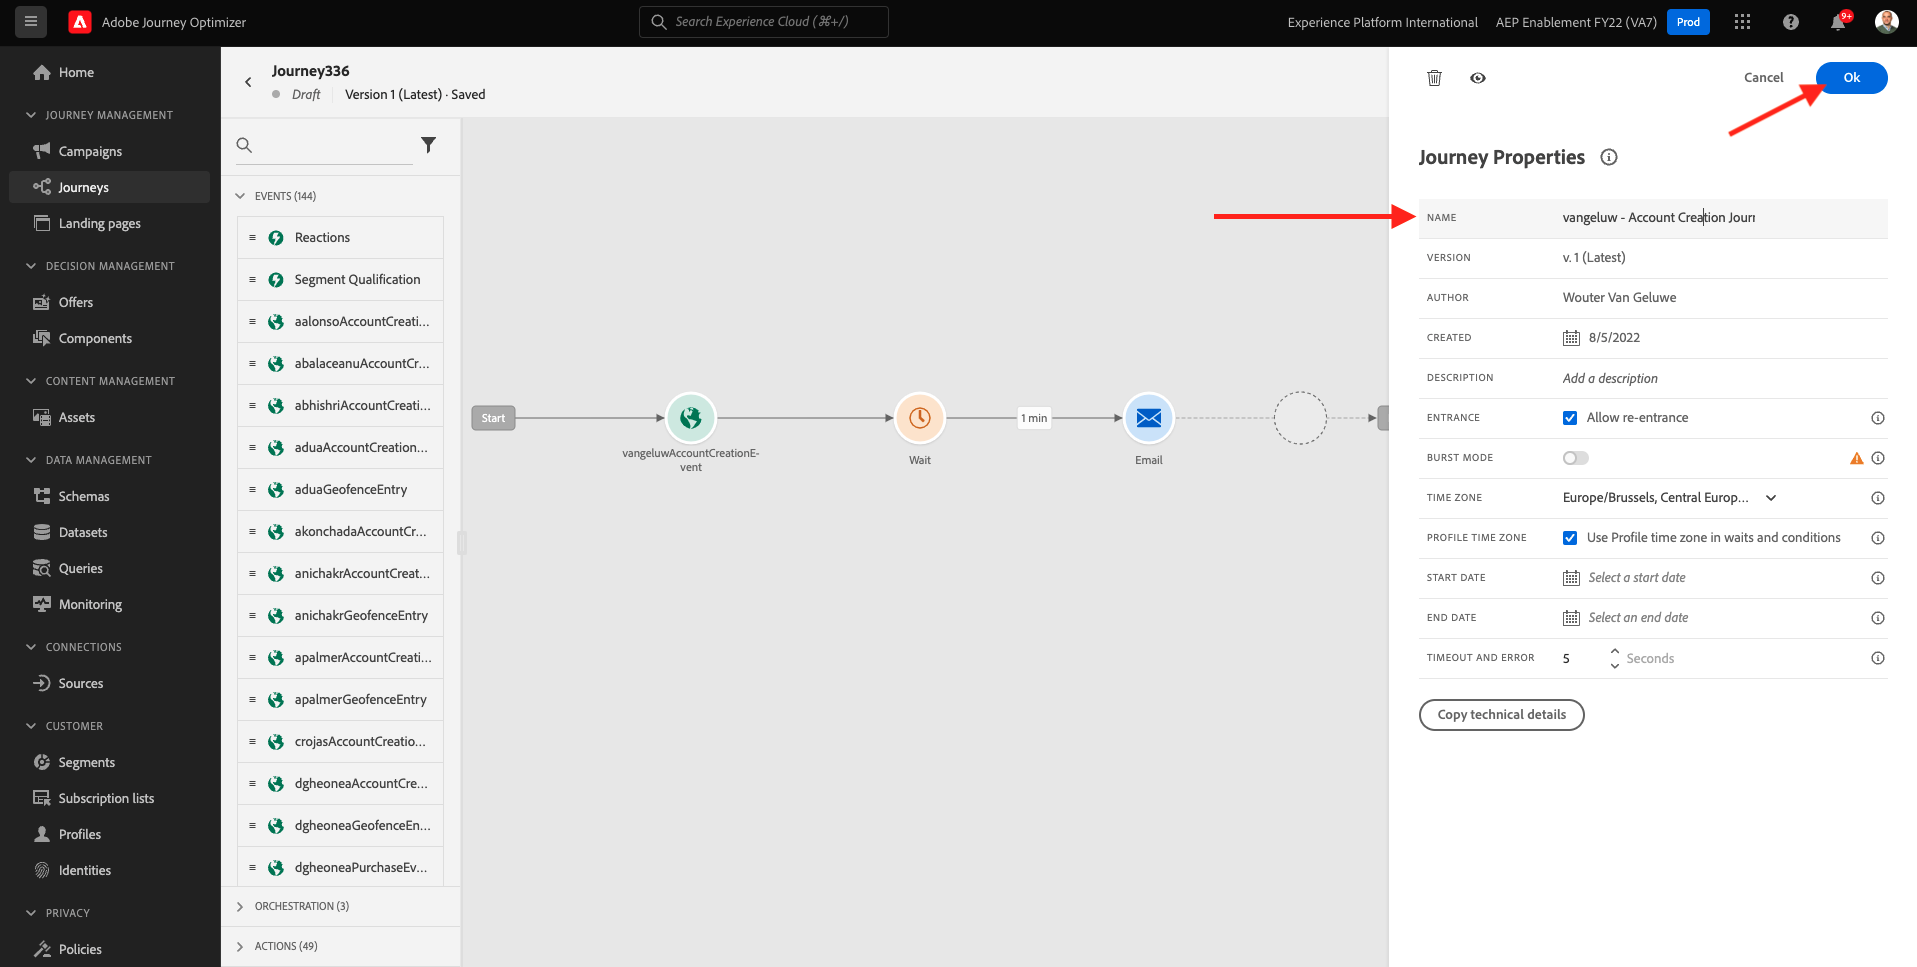 Adobe Journey Optimizer
Search Experience Cloud (⌘+/)
Experience Platform International
AEP Enablement FY22 (VA7)
Prod
9+
Home
JOURNEY MANAGEMENT
Campaigns
Journeys
Landing pages
DECISION MANAGEMENT
Offers
Components
CONTENT MANAGEMENT
Assets
DATA MANAGEMENT
Schemas
Datasets
Queries
Monitoring
CONNECTIONS
Sources
CUSTOMER
Segments
Subscription lists
Profiles
Identities
PRIVACY
Policies
Journey336
Draft
Version 1 (Latest) · Saved
EVENTS (144)
Reactions
Segment Qualification
aalonsoAccountCreati...
abalaceanuAccountCr...
abhishriAccountCreati...
aduaAccountCreation...
aduaGeofenceEntry
akonchadaAccountCr...
anichakrAccountCreat...
anichakrGeofenceEntry
apalmerAccountCreati...
apalmerGeofenceEntry
crojasAccountCreatio...
dgheoneaAccountCre...
dgheoneaGeofenceEn...
dgheoneaPurchaseEv...
ORCHESTRATION (3)
ACTIONS (49)
Start
vangeluwAccountCreationE-
vent
Wait
1 min
Email
Cancel
Ok
Journey Properties
NAME
vangeluw - Account Creation Jour
VERSION
v. 1 (Latest)
AUTHOR
Wouter Van Geluwe
CREATED
8/5/2022
DESCRIPTION
Add a description
ENTRANCE
Allow re-entrance
BURST MODE
TIME ZONE
Europe/Brussels, Central Europ...
PROFILE TIME ZONE
Use Profile time zone in waits and conditions
START DATE
Select a start date
END DATE
Select an end date
TIMEOUT AND ERROR
5
Seconds
Copy technical details